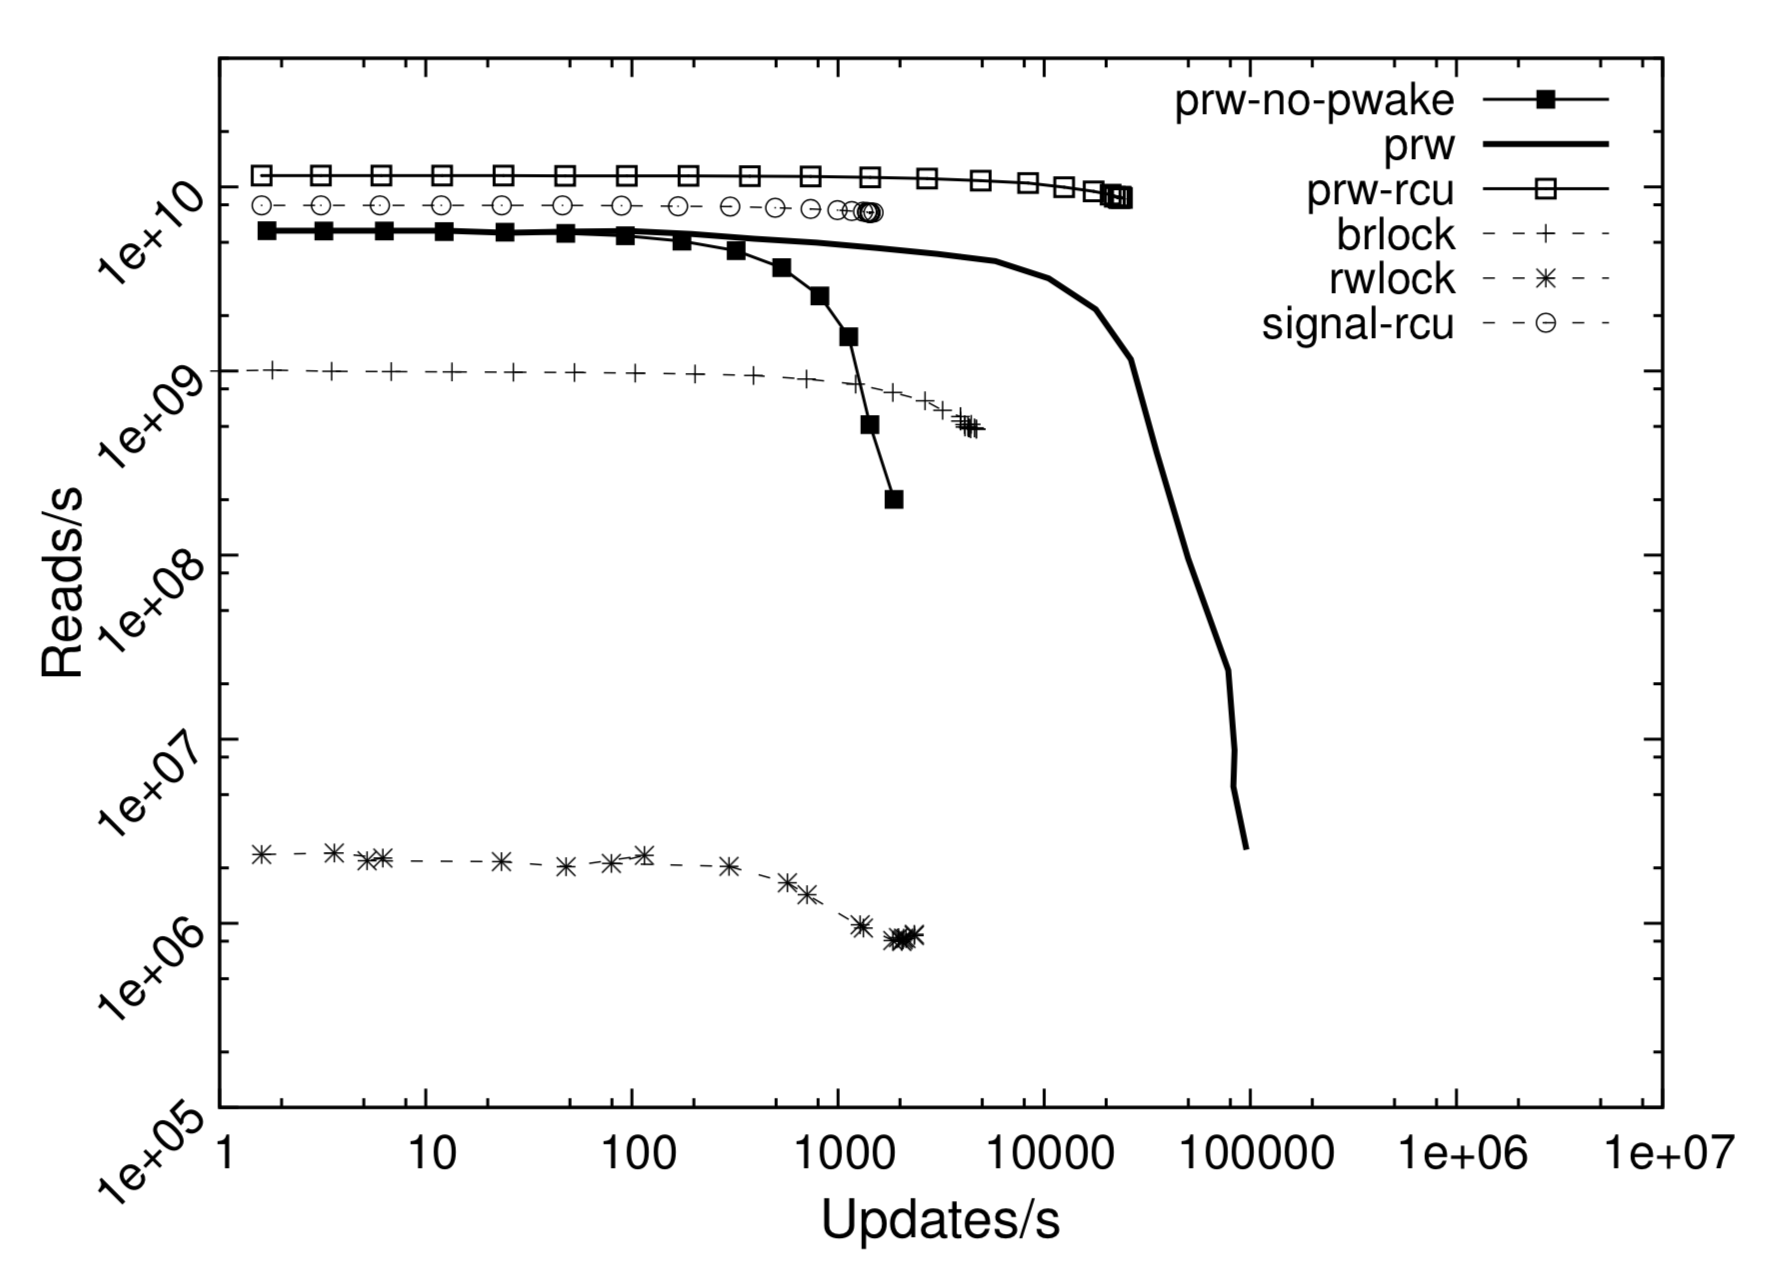 prw-no-pwake
prw
prw-rcu
brlock
rwlock
signal-rcu
Reads/s
1e+10
1e+09
1e+08
1e+07
1e+06
1e+05
1 10 100 1000 10000 100000 1e+06 1e+07
Updates/s